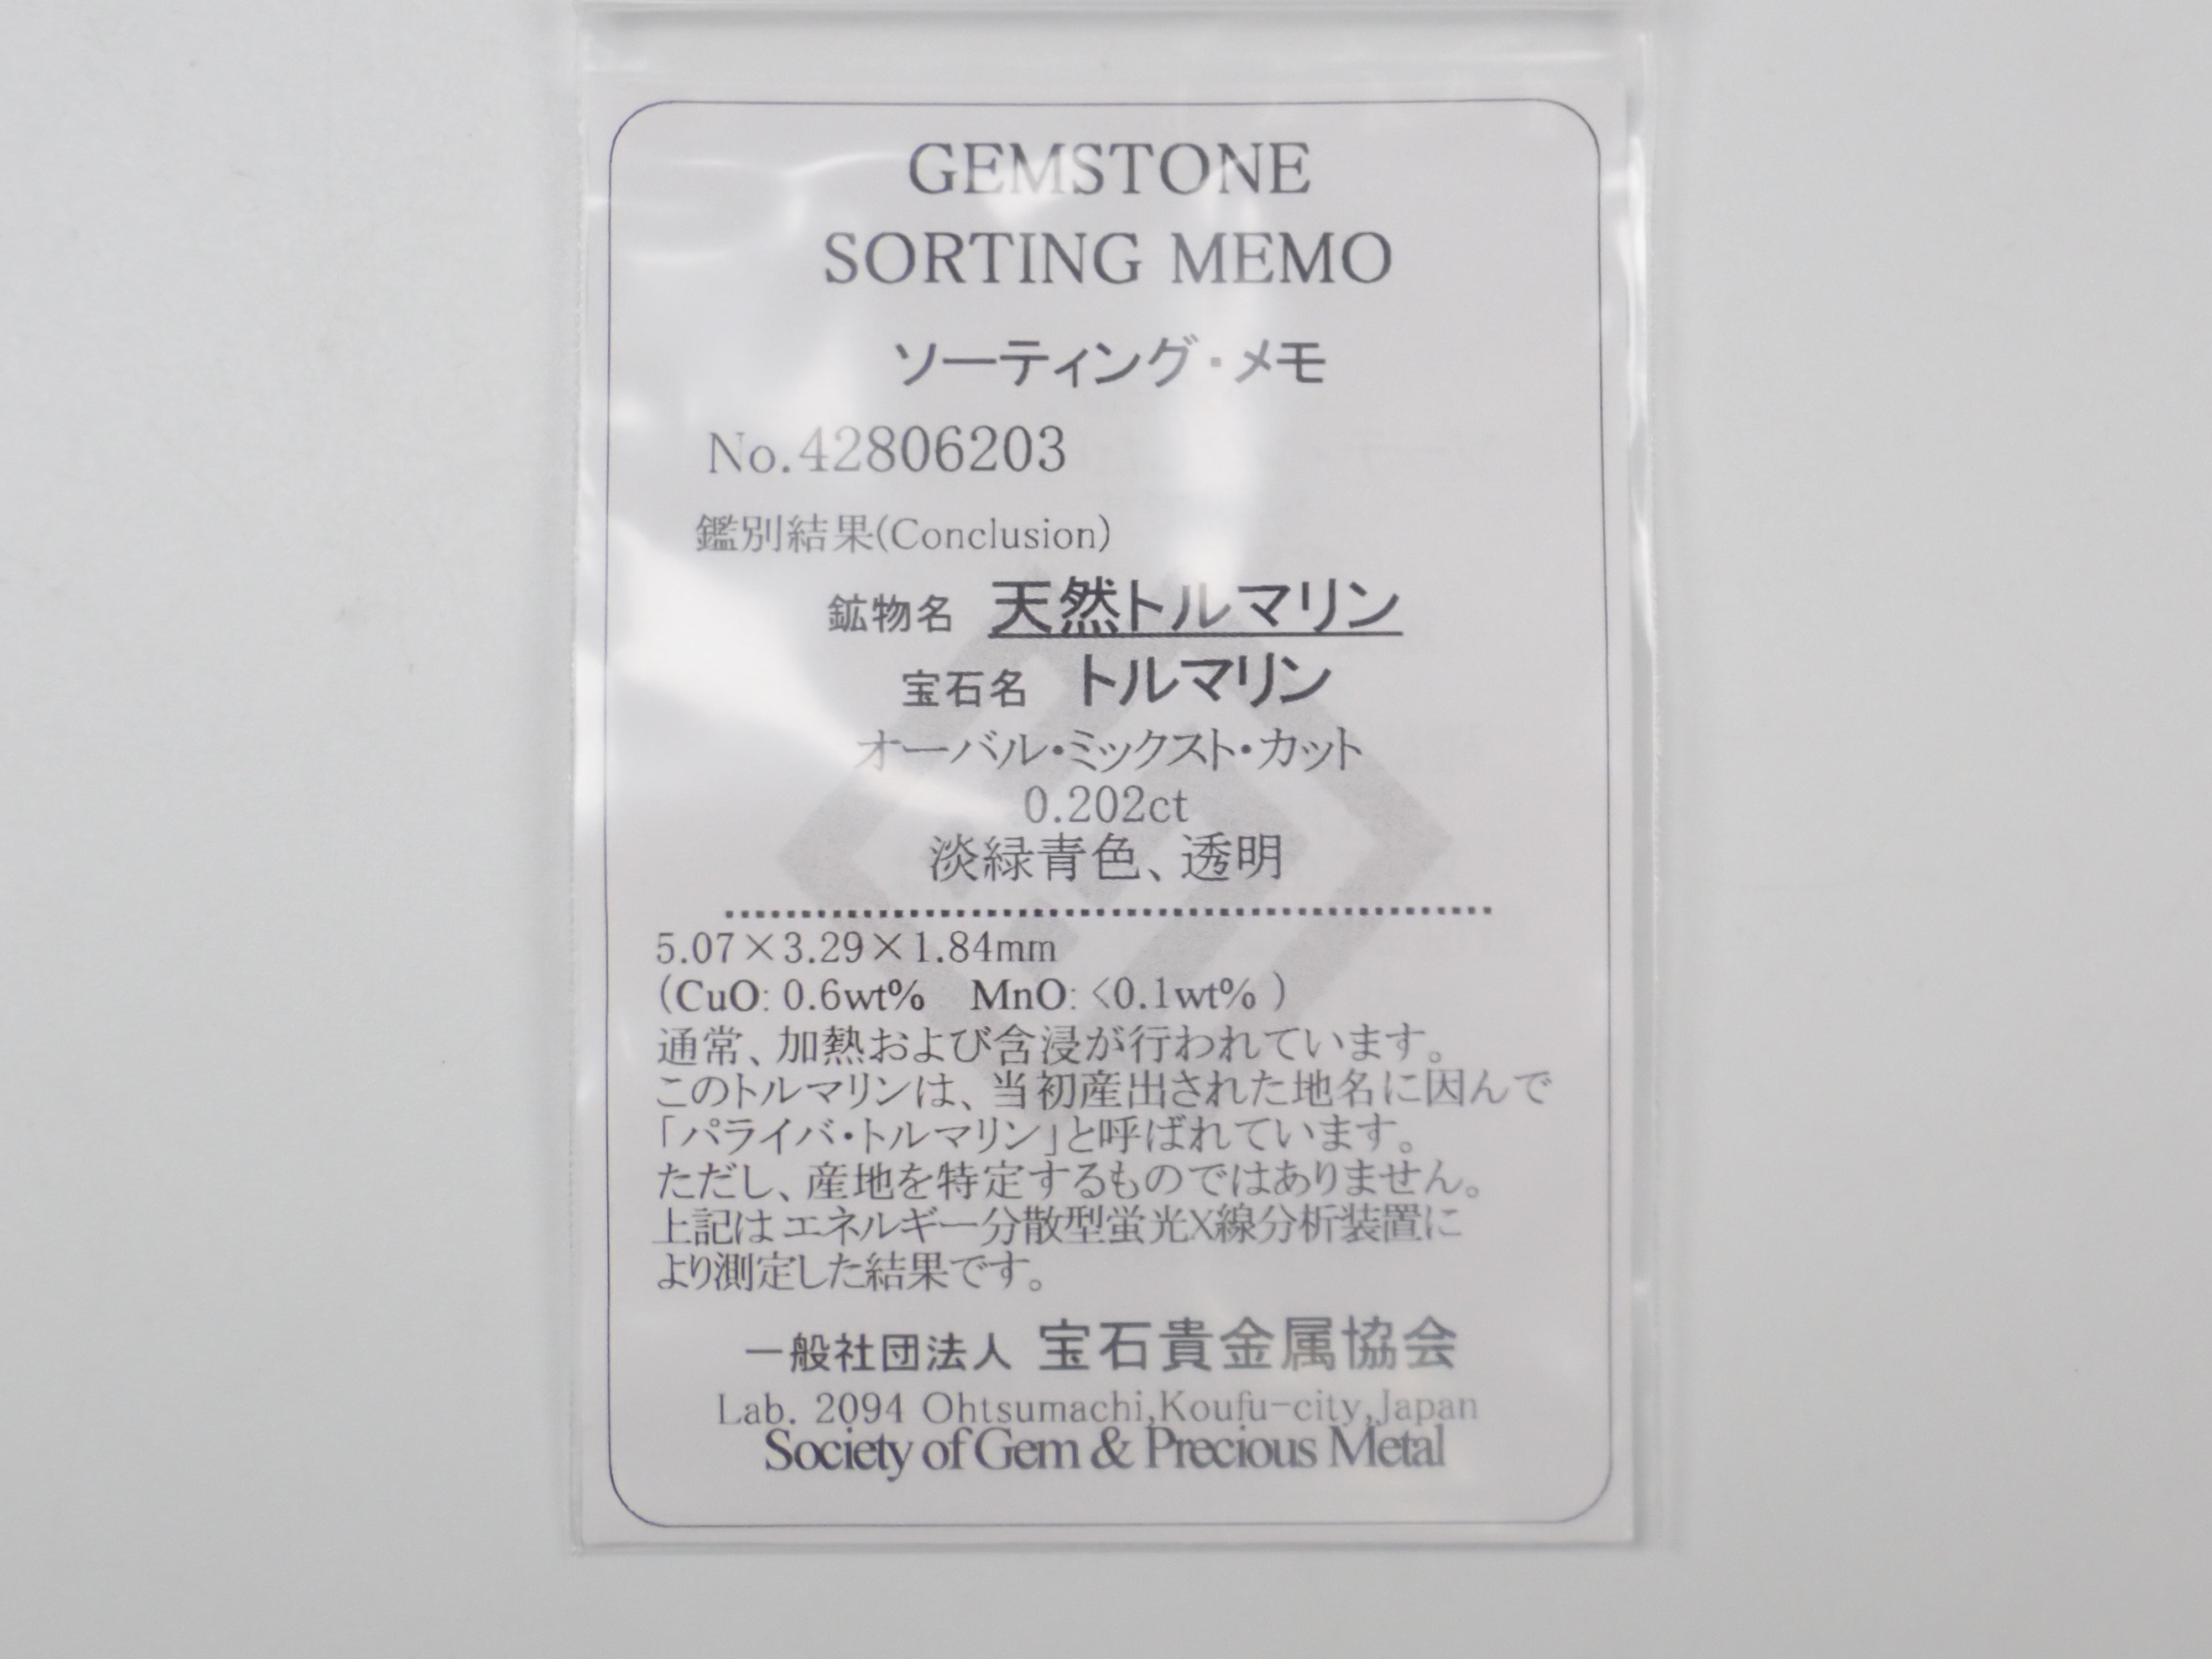 GEMSTONE
SORTING MEMO
ソーティング・メモ
No.42806203
鑑別結果(Conclusion)
鉱物名 天然トルマリン
宝石名 トルマリン
オーバル・ミックスト・カット
0.202ct
淡緑青色、透明
5.07×3.29×1.84mm
(CuO: 0.6wt% MnO: <0.1wt% )
通常、加熱および含浸が行われています。
このトルマリンは、当初産出された地名に因んで
「パライバ・トルマリン」と呼ばれています。
ただし、産地を特定するものではありません。
上記はエネルギー分散型蛍光X線分析装置に
より測定した結果です。
一般社団法人 宝石貴金属協会
Lab. 2094 Ohtsumachi,Koufu-city,Japan
Society of Gem & Precious Metal